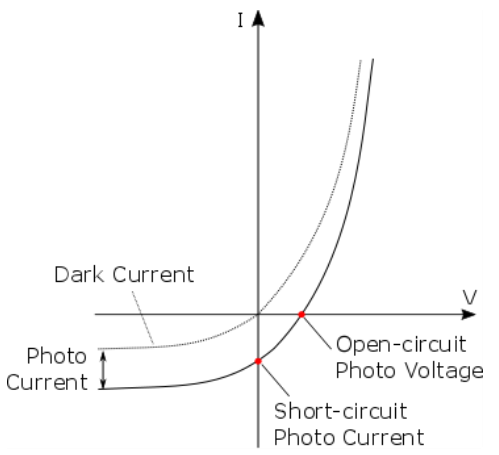 I
Dark Current
V
Photo
Current
Open-circuit
Photo Voltage
Short-circuit
Photo Current